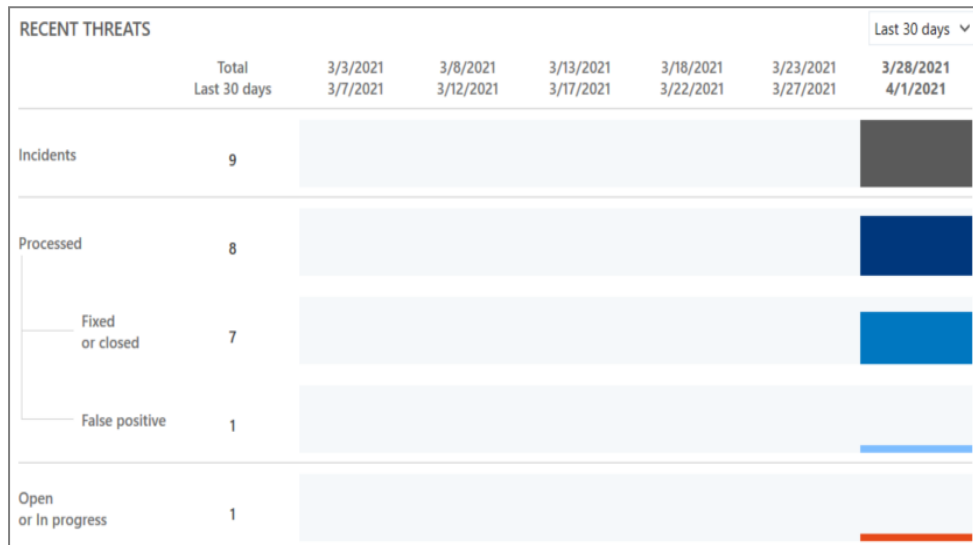 RECENT THREATS
Last 30 days
Total
Last 30 days
3/3/2021
3/7/2021
3/8/2021
3/12/2021
3/13/2021
3/17/2021
3/18/2021
3/22/2021
3/23/2021
3/27/2021
3/28/2021
4/1/2021
Incidents
9
Processed
8
Fixed
or closed
7
False positive
1
Open
or In progress
1